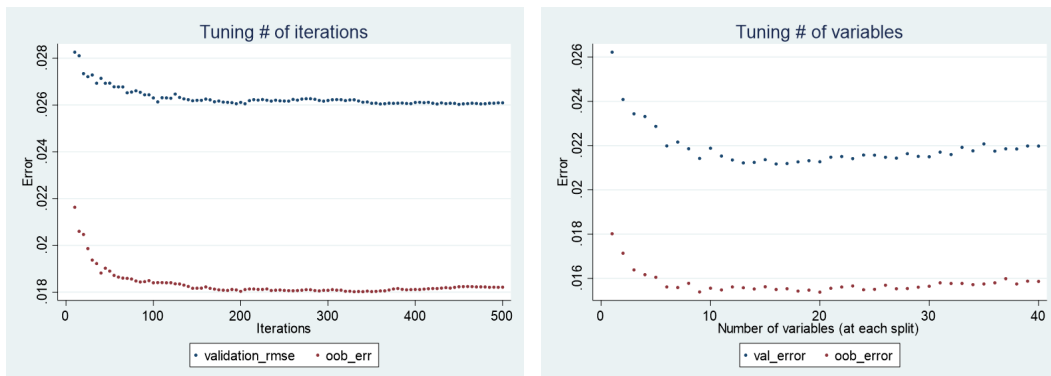 Tuning # of iterations
Error
.028
.026
.024
.022
.02
.018
0
100
200
300
400
500
Iterations
validation_rmse
oob_err
Tuning # of variables
Error
.026
.024
.022
.02
.018
.016
0
10
20
30
40
Number of variables (at each split)
val_error
oob_error